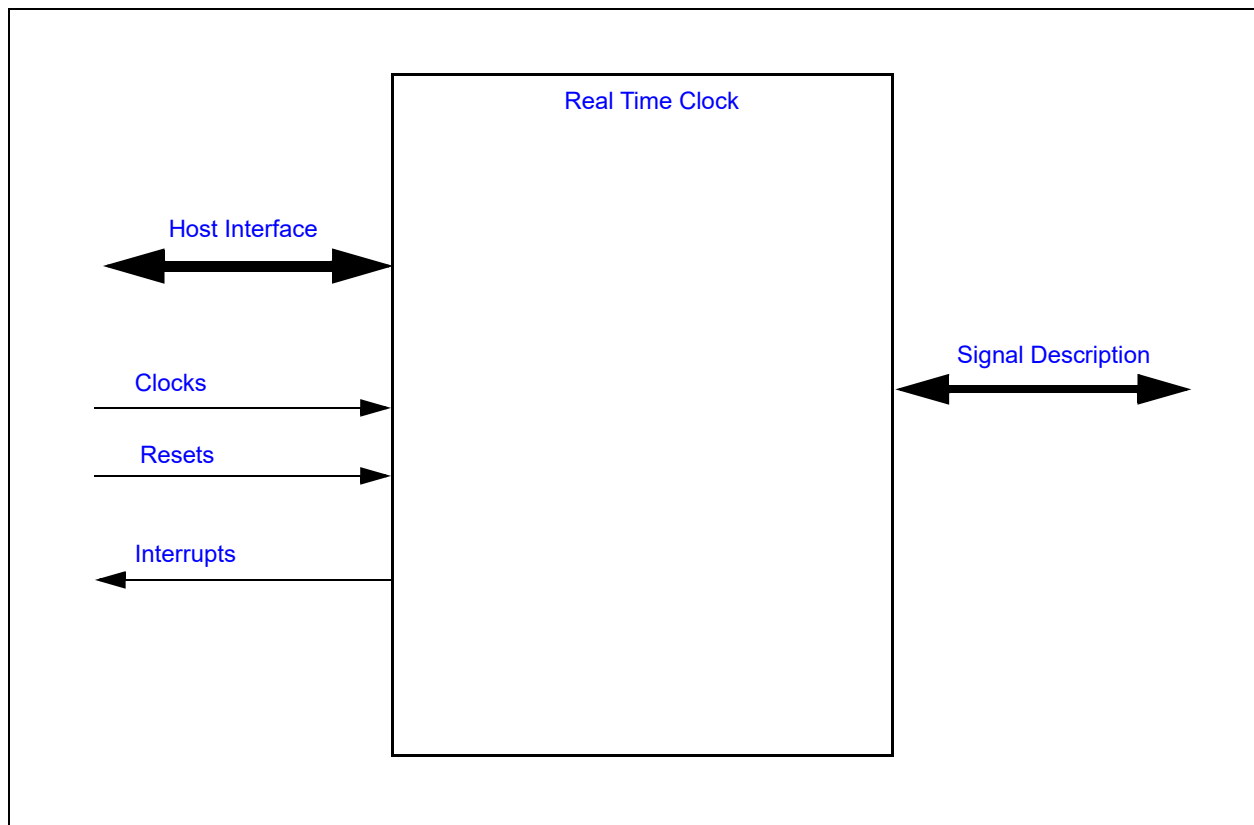 Real Time Clock
Host Interface
Signal Description
Clocks
Resets
Interrupts